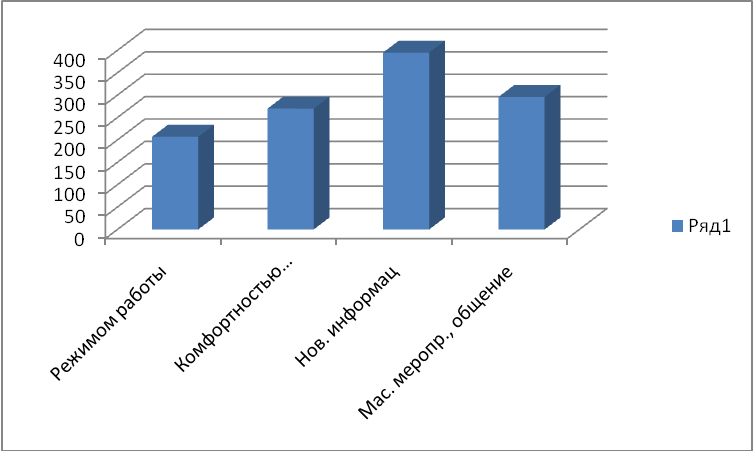 400
350
300
250
200
150
100
50
0
Ряд1
Режимом работы
Комфортностью...
Нов. информац
Мас. меропр., общение